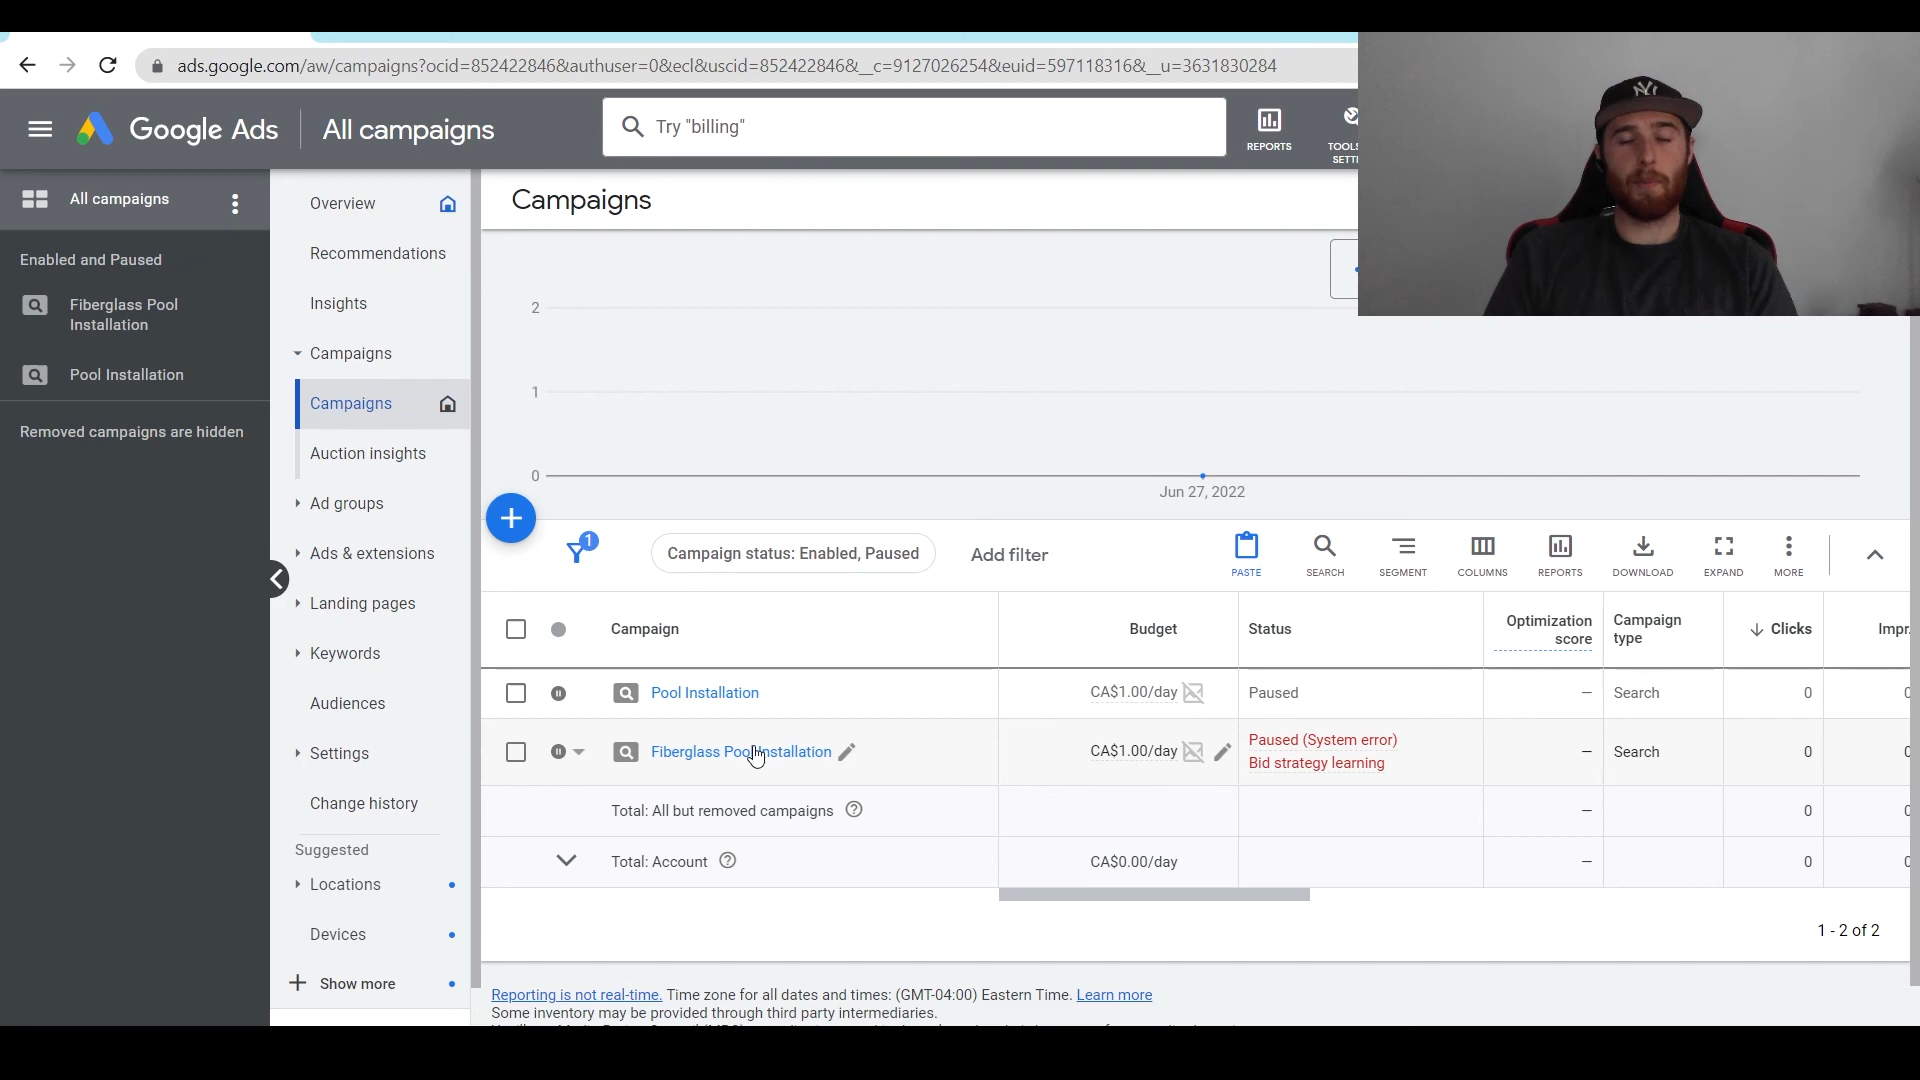 ads.google.com/aw/campaigns?ocid=852422846&authuser=0&ecl&uscid=852422846&__c=9127026254&euid=597118316&__u=3631830284
Google Ads
All campaigns
Try "billing"
REPORTS
TOOLS
SETTI
All campaigns
Enabled and Paused
Fiberglass Pool
Installation
Pool Installation
Removed campaigns are hidden
Overview
Recommendations
Insights
Campaigns
Campaigns
Auction insights
Ad groups
Ads & extensions
Landing pages
Keywords
Audiences
Settings
Change history
Suggested
Locations
Devices
Show more
Campaigns
2
1
0
Jun 27, 2022
1
Campaign status: Enabled, Paused
Add filter
PASTE
SEARCH
SEGMENT
COLUMNS
REPORTS
DOWNLOAD
EXPAND
MORE
Campaign Budget Status Optimization score Campaign type Clicks Impr.
Pool Installation CA$1.00/day Paused — Search 0 0
Fiberglass Pool Installation CA$1.00/day Paused (System error) — Search 0 0
Bid strategy learning
Total: All but removed campaigns — 0 0
Total: Account CA$0.00/day — 0 0
1 - 2 of 2
Reporting is not real-time. Time zone for all dates and times: (GMT-04:00) Eastern Time. Learn more
Some inventory may be provided through third party intermediaries.
NY